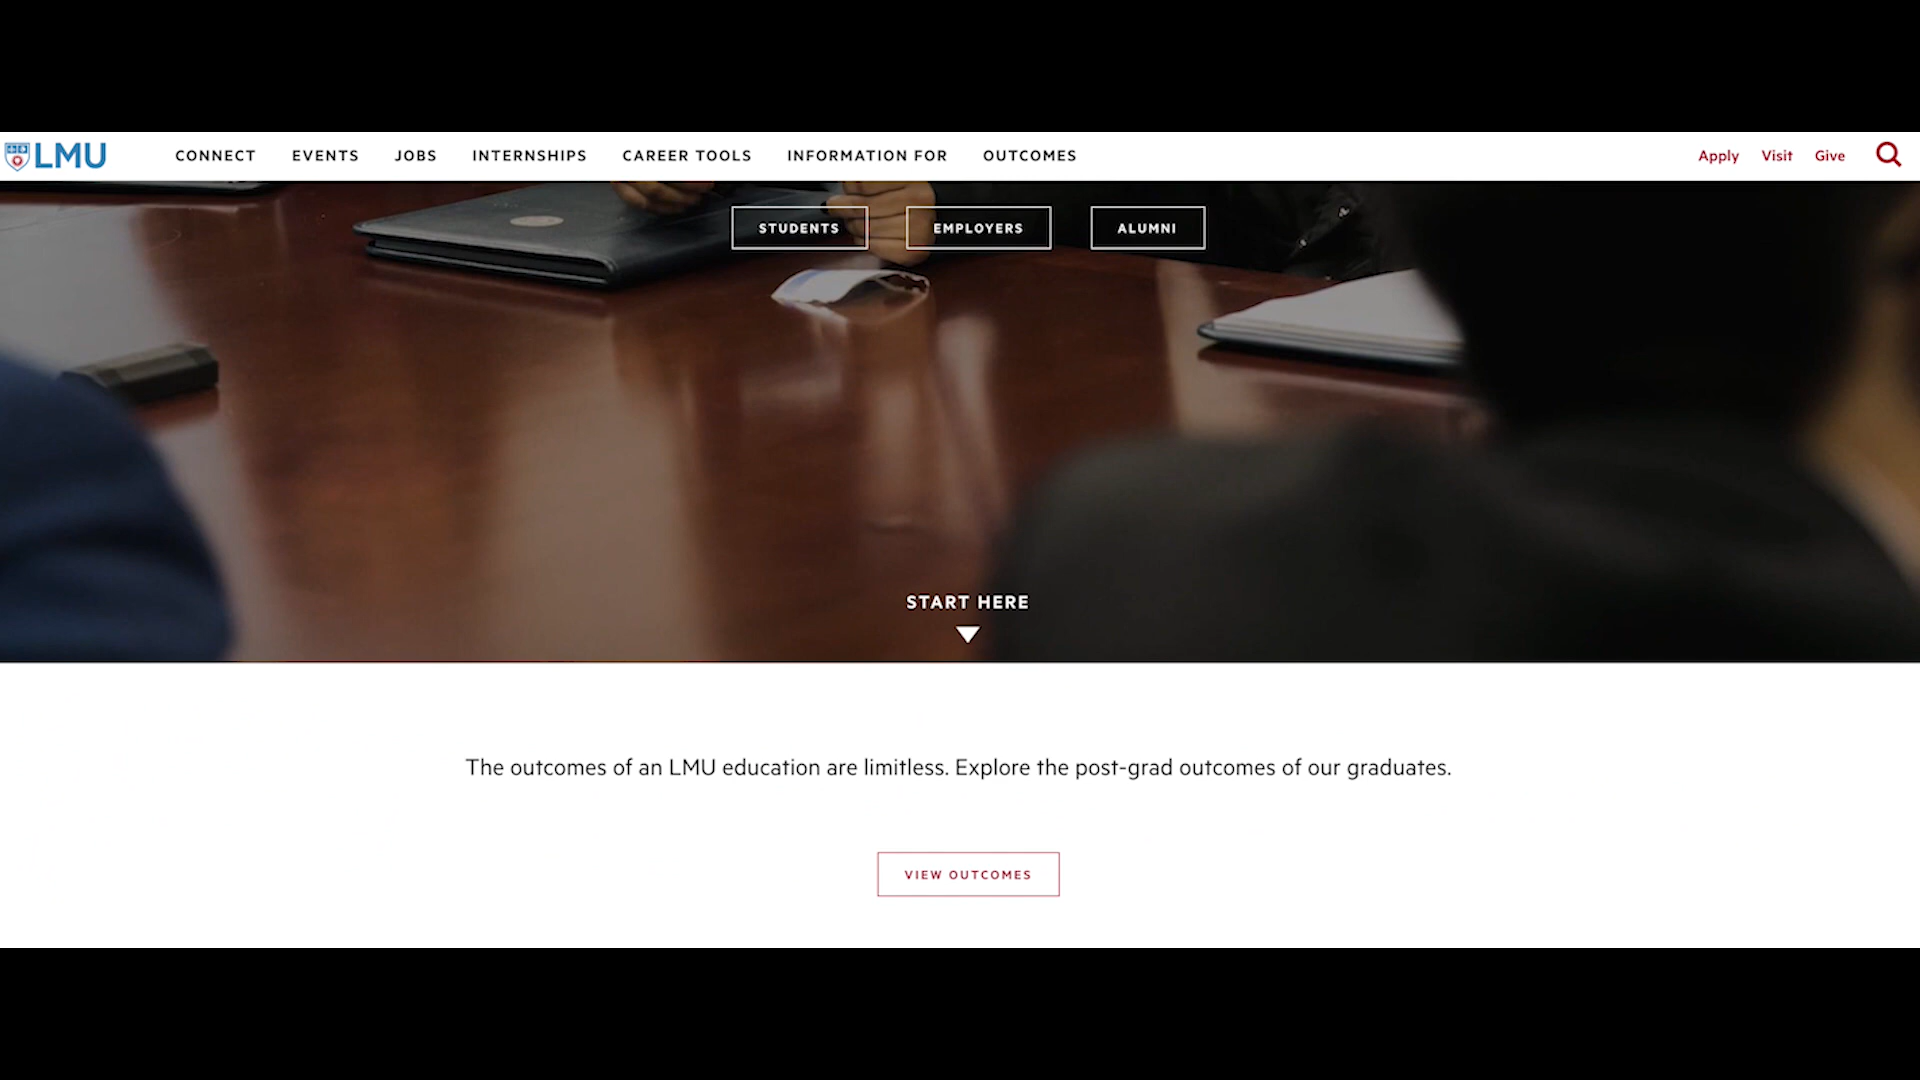 LMU CONNECT EVENTS JOBS INTERNSHIPS CAREER TOOLS INFORMATION FOR OUTCOMES Apply Visit Give
STUDENTS EMPLOYERS ALUMNI
START HERE
The outcomes of an LMU education are limitless. Explore the post-grad outcomes of our graduates.
VIEW OUTCOMES